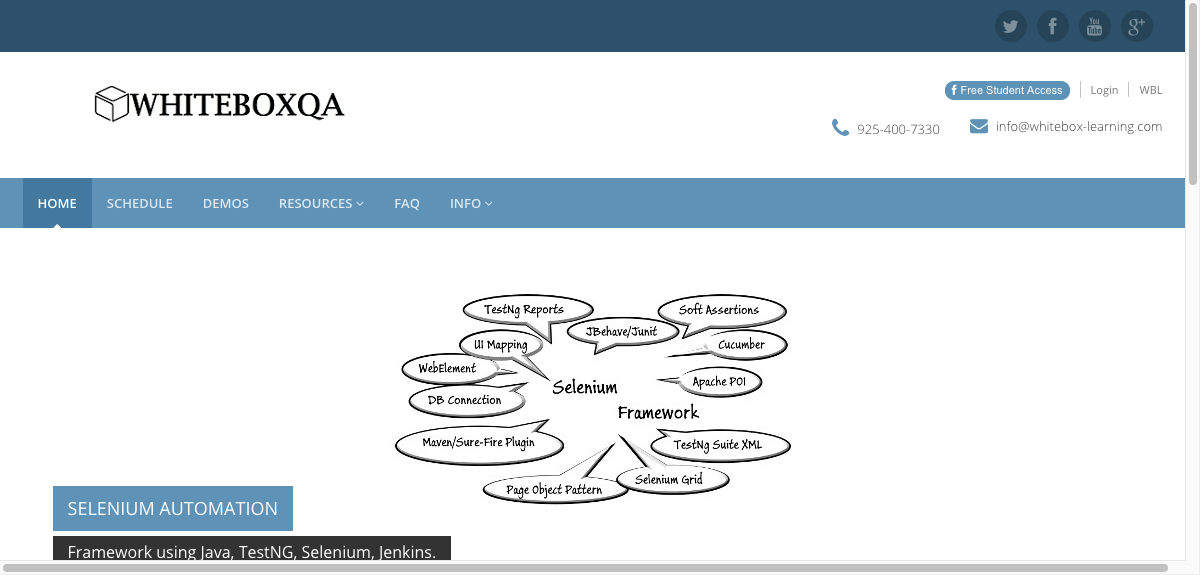 You Tube
f Free Student Access
Login
WBL
WHITEBOXQA
925-400-7330
info@whitebox-learning.com
HOME
SCHEDULE
DEMOS
RESOURCES
FAQ
INFO
TestNg Reports
Soft Assertions
JBehave/Junit
UI Mapping
Cucumber
WebElement
Apache POI
Selenium
DB Connection
Framework
Maven/Sure-Fire Plugin
TestNg Suite XML
Selenium Grid
Page Object Pattern
SELENIUM AUTOMATION
Framework using Java, TestNG, Selenium, Jenkins.